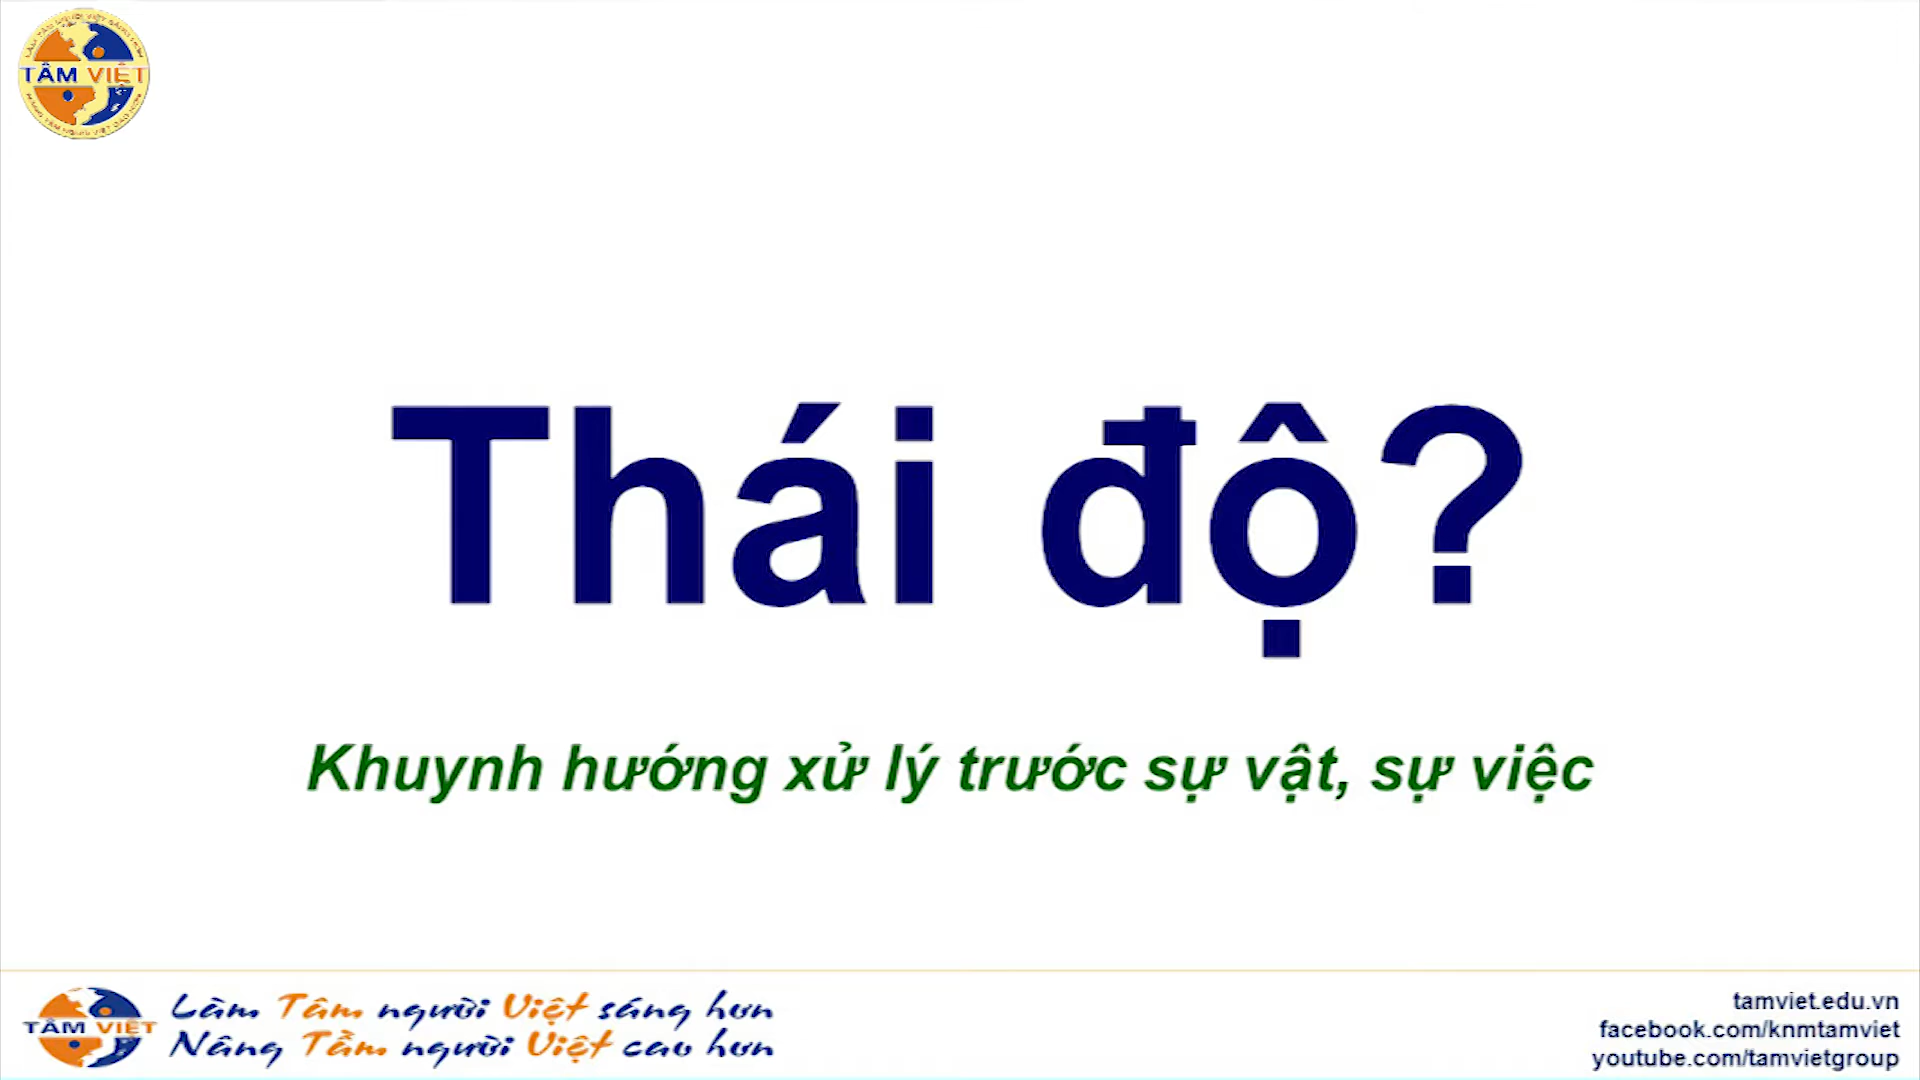 TÂM VIỆT
Thái độ?
Khuynh hướng xử lý trước sự vật, sự việc
TÂM VIỆT
Làm Tâm người Việt sáng hơn
Nâng Tầm người Việt cao hơn
tamviet.edu.vn
facebook.com/knmtamviet
youtube.com/tamvietgroup